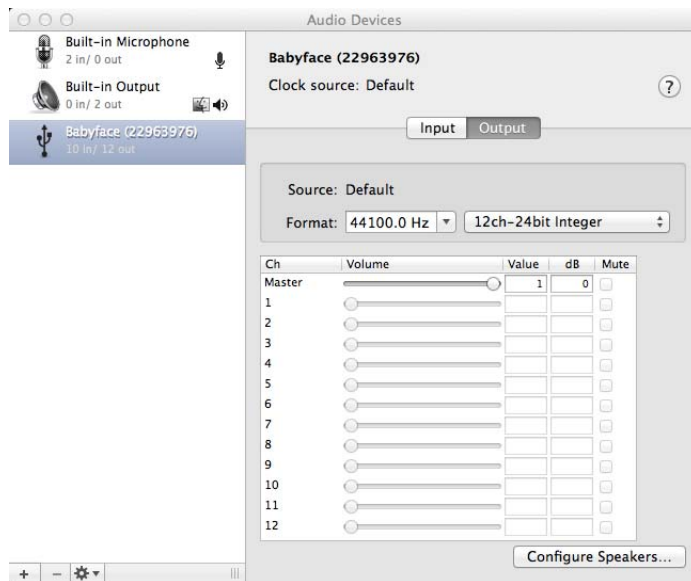 Audio Devices
Built-in Microphone
2 in/ 0 out
Built-in Output
0 in/ 2 out
Babyface (22963976)
10 in/ 12 out
Babyface (22963976)
Clock source: Default
?
Input Output
Source: Default
Format: 44100.0 Hz 12ch-24bit Integer
Ch Volume Value dB Mute
Master 1 0
1
2
3
4
5
6
7
8
9
10
11
12
Configure Speakers...